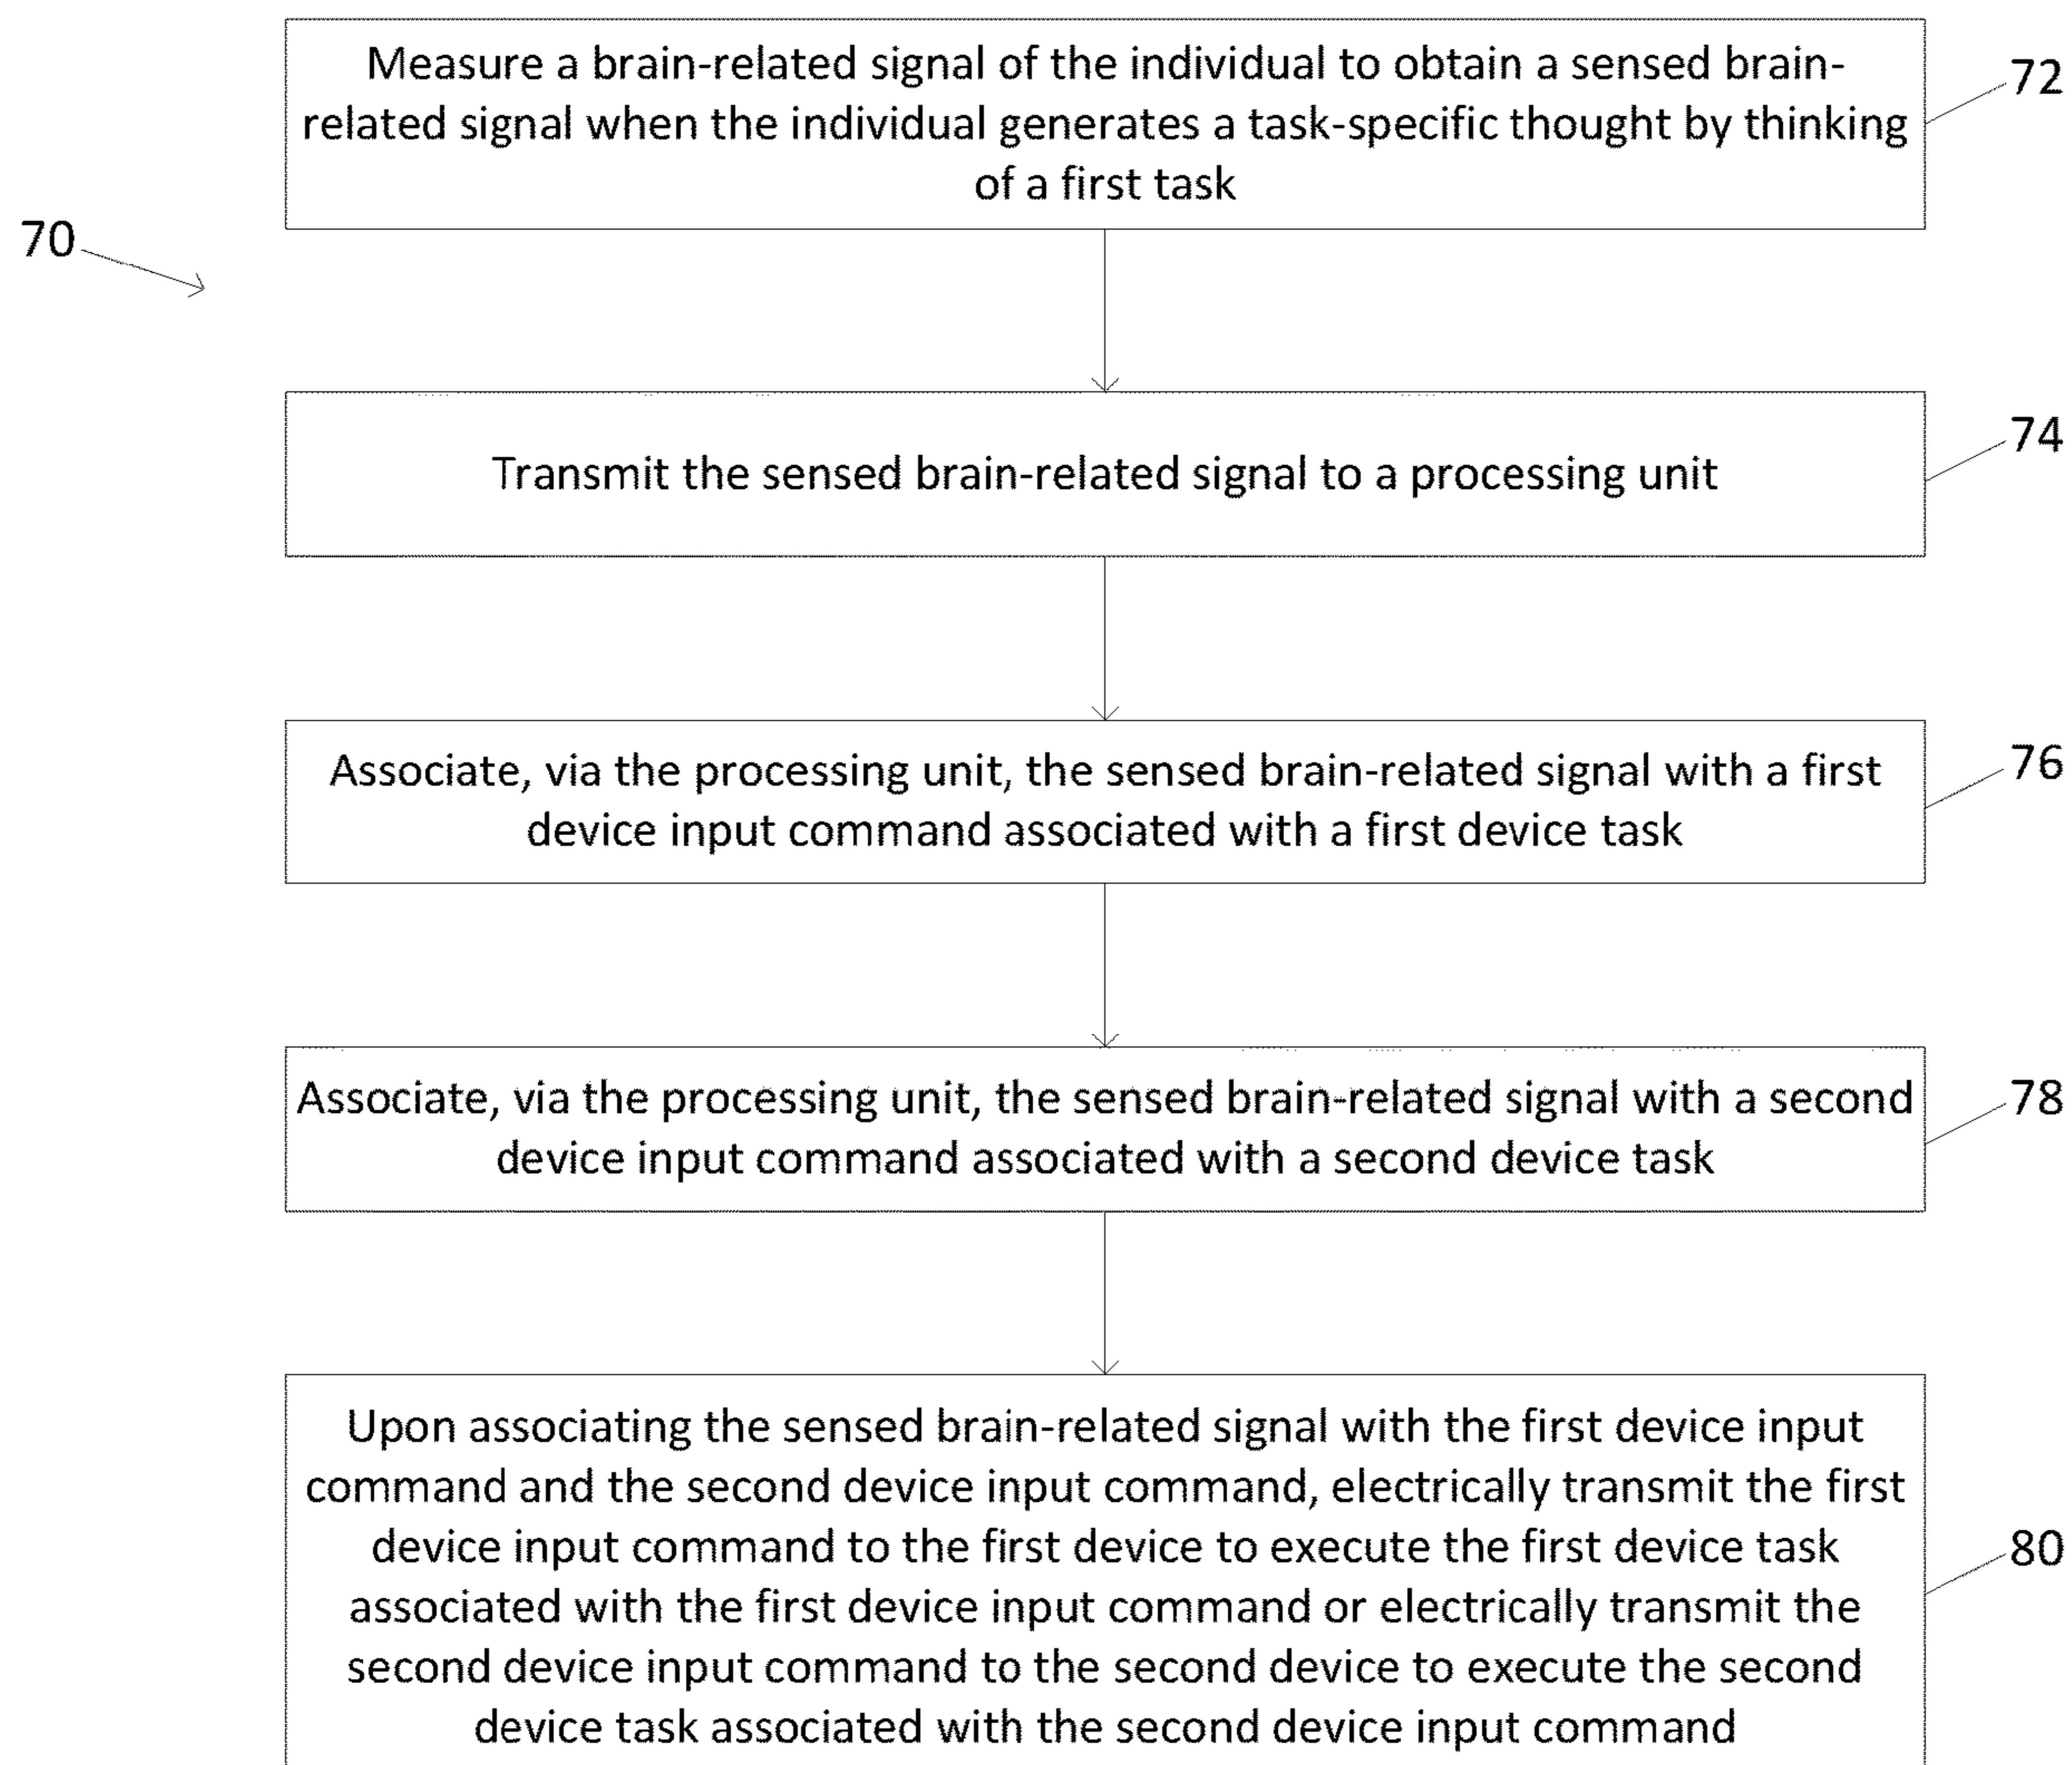 Measure a brain-related signal of the individual to obtain a sensed brain-
related signal when the individual generates a task-specific thought by thinking
of a first task
72
70
Transmit the sensed brain-related signal to a processing unit
74
Associate, via the processing unit, the sensed brain-related signal with a first
device input command associated with a first device task
76
Associate, via the processing unit, the sensed brain-related signal with a second
device input command associated with a second device task
78
Upon associating the sensed brain-related signal with the first device input
command and the second device input command, electrically transmit the first
device input command to the first device to execute the first device task
associated with the first device input command or electrically transmit the
second device input command to the second device to execute the second
device task associated with the second device input command
80